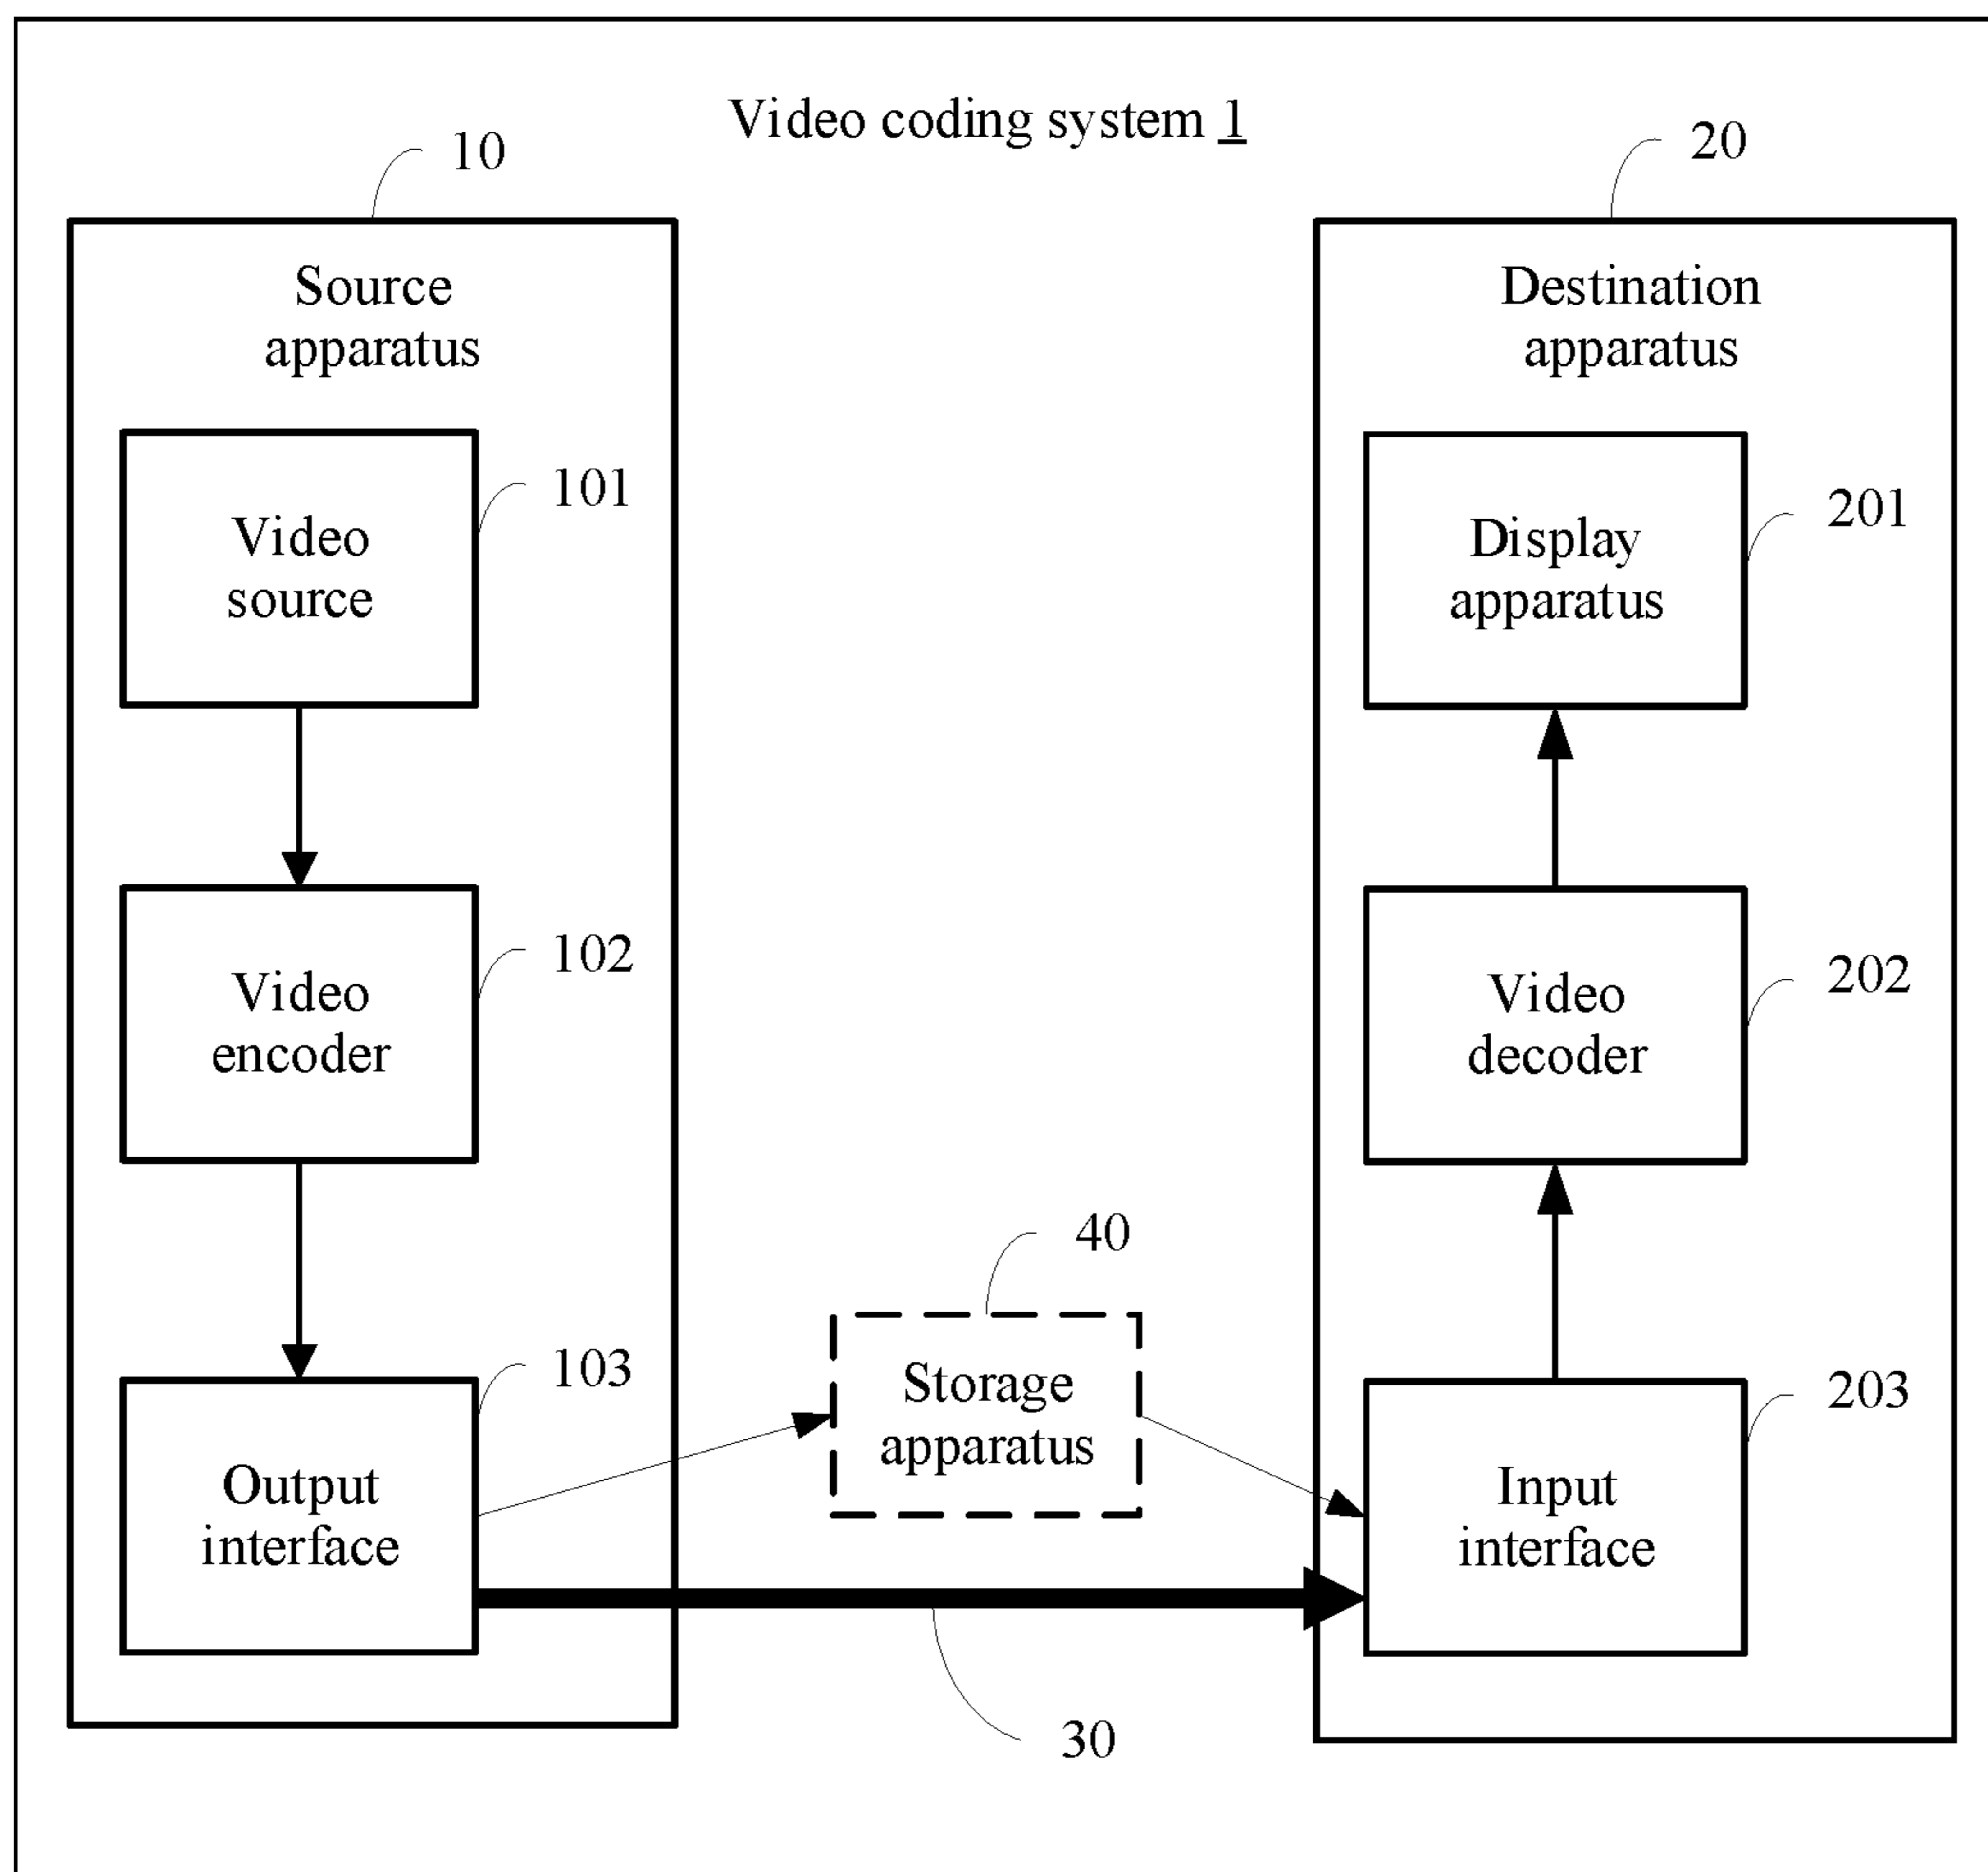 Video coding system 1
10
20
Source
apparatus
Destination
apparatus
Video
source
101
Display
apparatus
201
Video
encoder
102
Video
decoder
202
40
Storage
apparatus
Output
interface
103
Input
interface
203
30